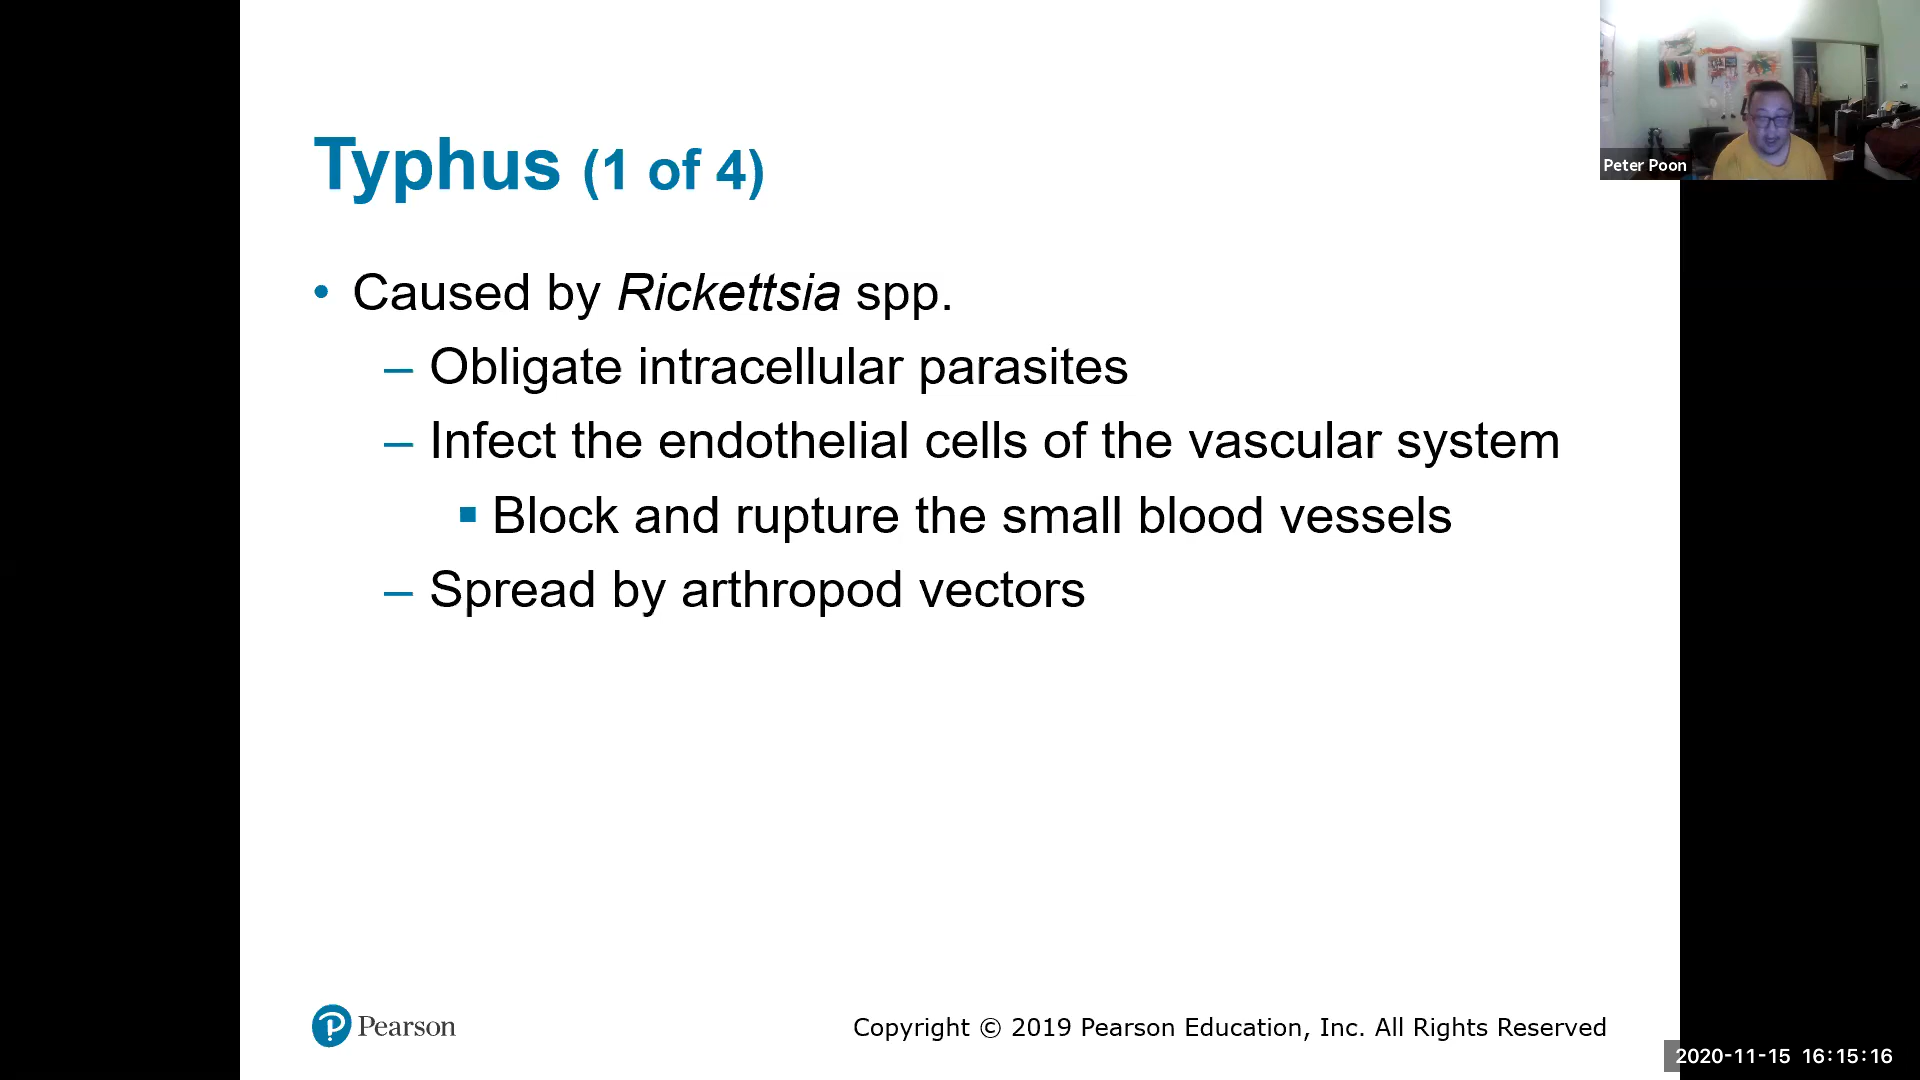 Peter Poon
Typhus (1 of 4)
• Caused by Rickettsia spp.
– Obligate intracellular parasites
– Infect the endothelial cells of the vascular system
▪ Block and rupture the small blood vessels
– Spread by arthropod vectors
Pearson
Copyright © 2019 Pearson Education, Inc. All Rights Reserved
2020-11-15 16:15:16